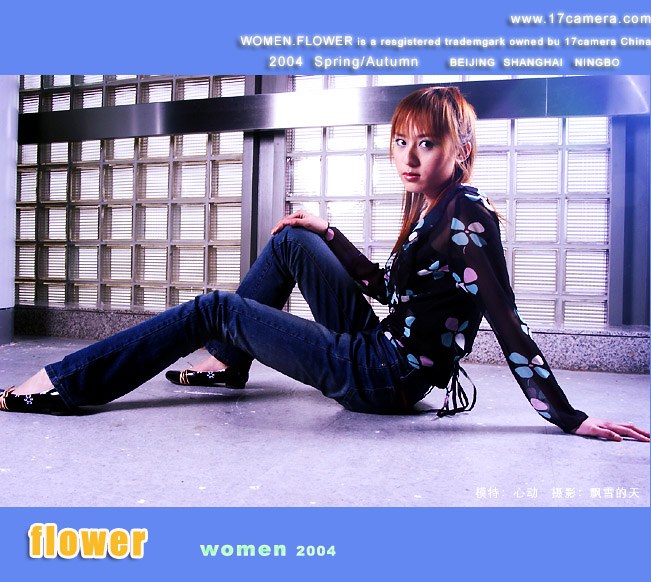 www.17camera.com
WOMEN.FLOWER is a resgistered trademgark owned by 17camera China
2004 Spring/Autumn BEIJING SHANGHAI NINGBO
模特：心动 摄影：飘雪的天
flower
women 2004